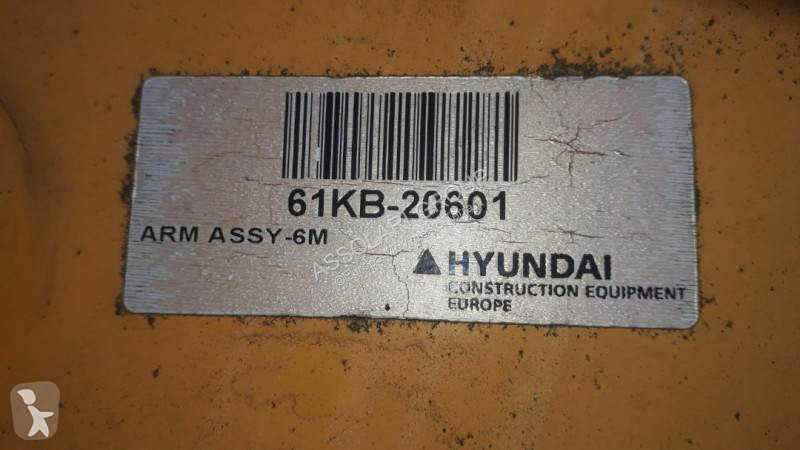 61KB-20601
ARM ASSY-6M
HYUNDAI
CONSTRUCTION EQUIPMENT
EUROPE